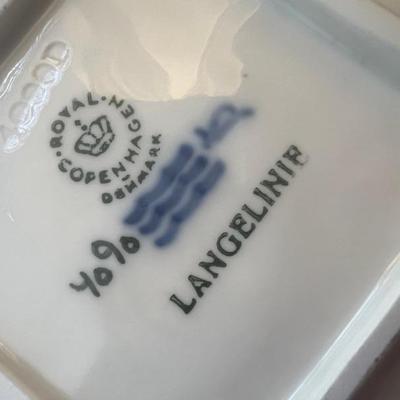 ROYAL COPENHAGEN
DENMARK
4090
LANGELINIE